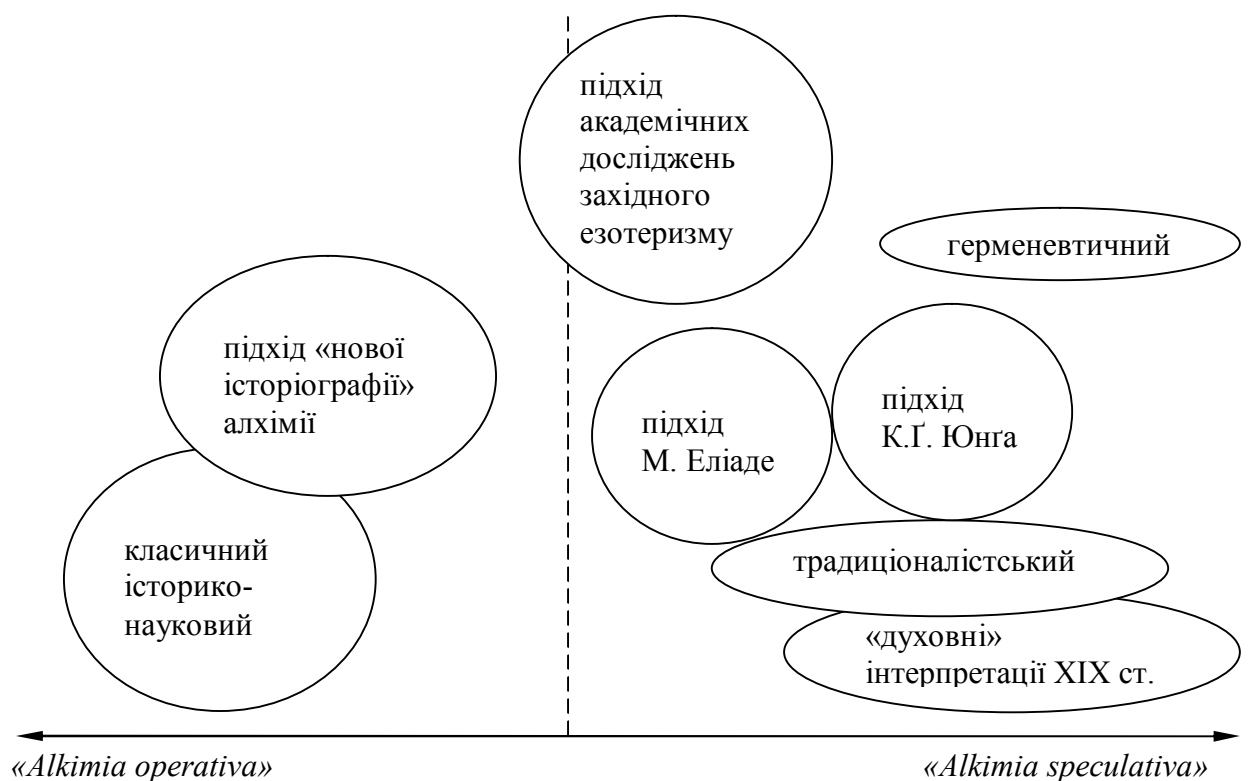 підхід
академічних
досліджень
західного
езотеризму
герменевтичний
підхід «нової
історіографії»
алхімії
підхід
М. Еліаде
підхід
К.Ґ. Юнґа
класичний
історико-
науковий
традиціоналістський
«духовні»
інтерпретації XIX ст.
«Alkimia operativa»
«Alkimia speculativa»